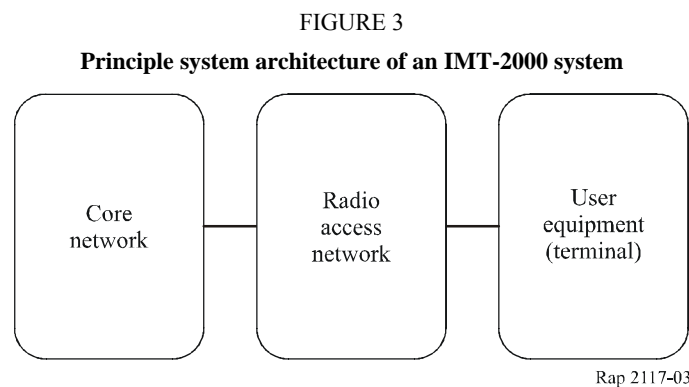 FIGURE 3
Principle system architecture of an IMT-2000 system
Core
network
Radio
access
network
User
equipment
(terminal)
Rap 2117-03